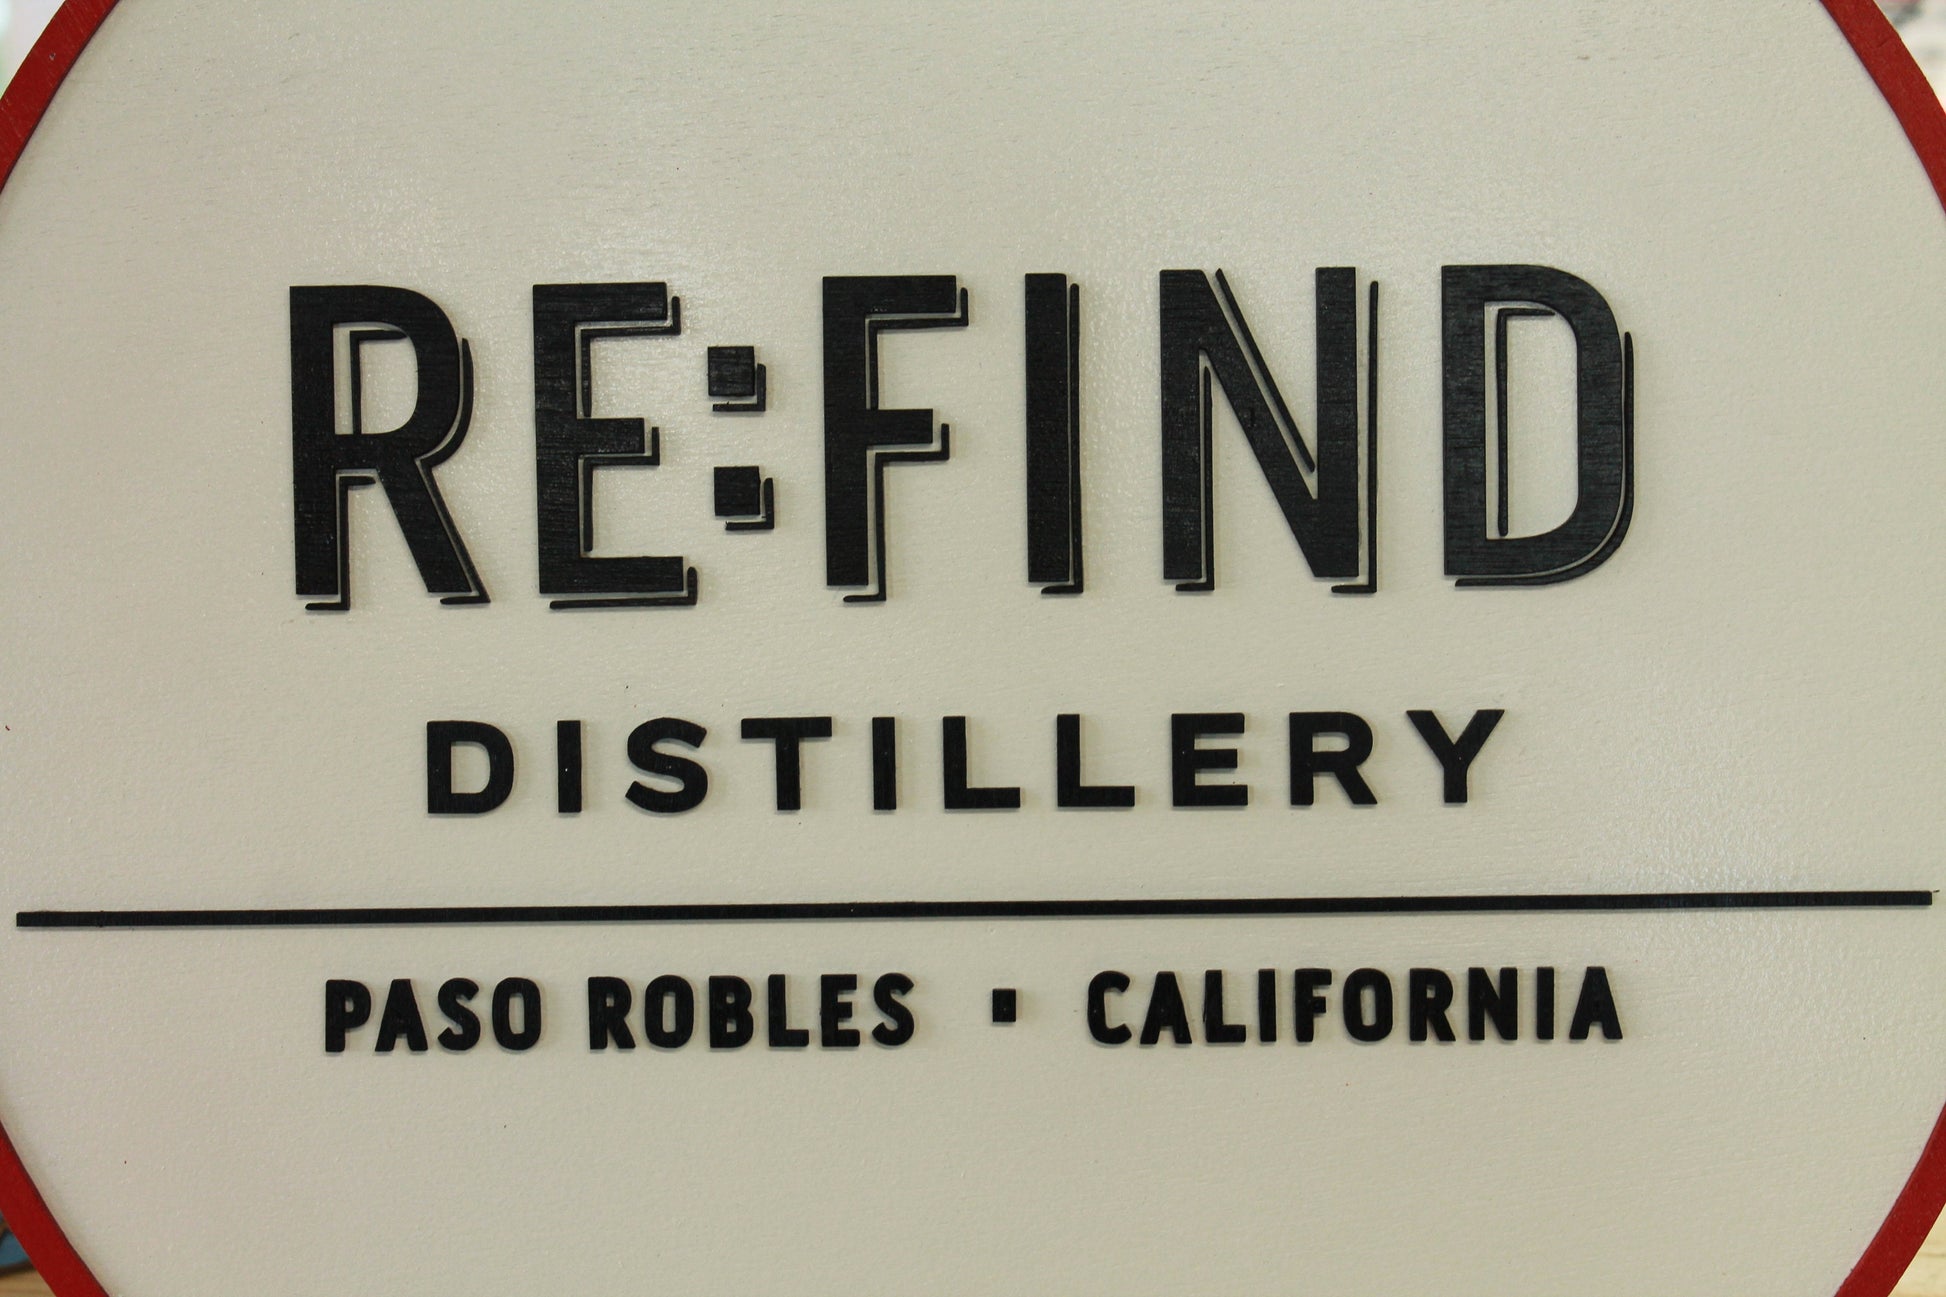 RE:FIND
DISTILLERY
PASO ROBLES ▪ CALIFORNIA